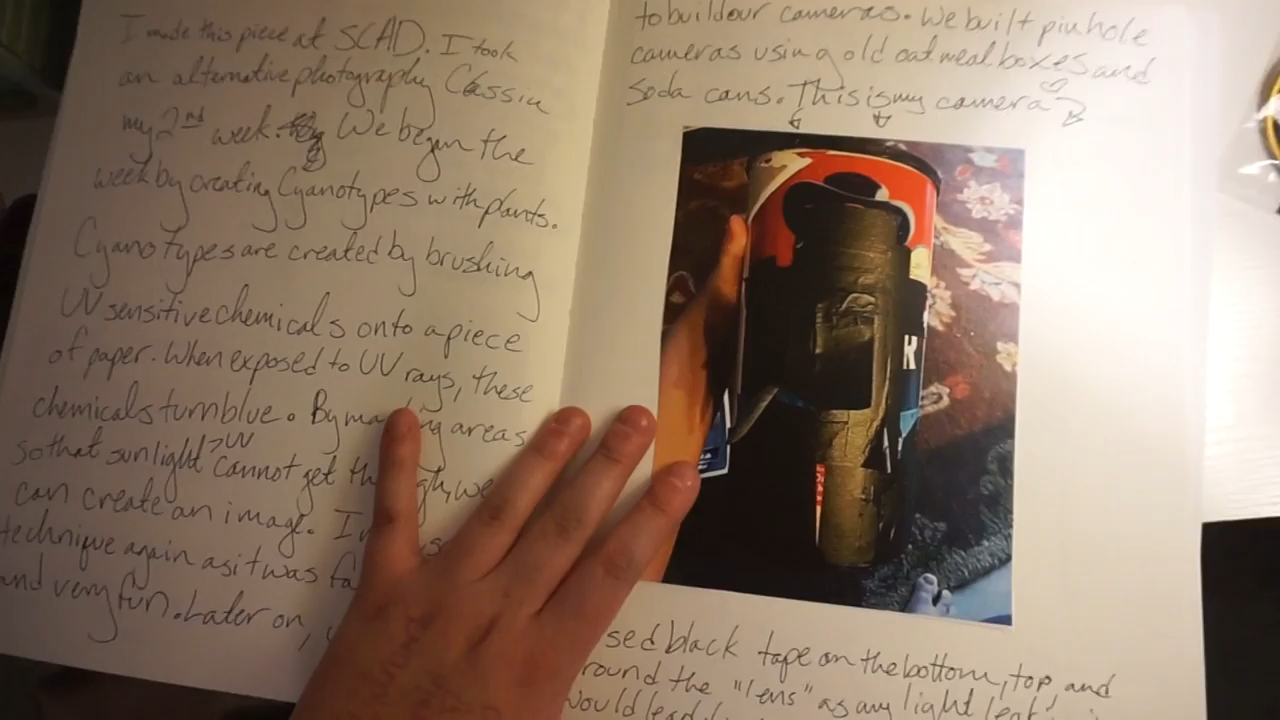 I made this piece at SCAD. I took
an alternative photography Class in
my 2nd week. We began the
week by creating Cyanotypes with plants.
Cyanotypes are created by brushing
UV sensitive chemicals onto a piece
of paper. When exposed to UV rays, these
chemicals turn blue. By areas
so that sunlight > UV cannot get we
can create an image. I
technique again as it was
and very fun. Later on,
to build our cameras. We built pinhole
cameras using old oatmeal boxes and
Soda cans. This is my camera
K
sed black tape on the bottom, top, and
round the "lens" as any light leak
would lead